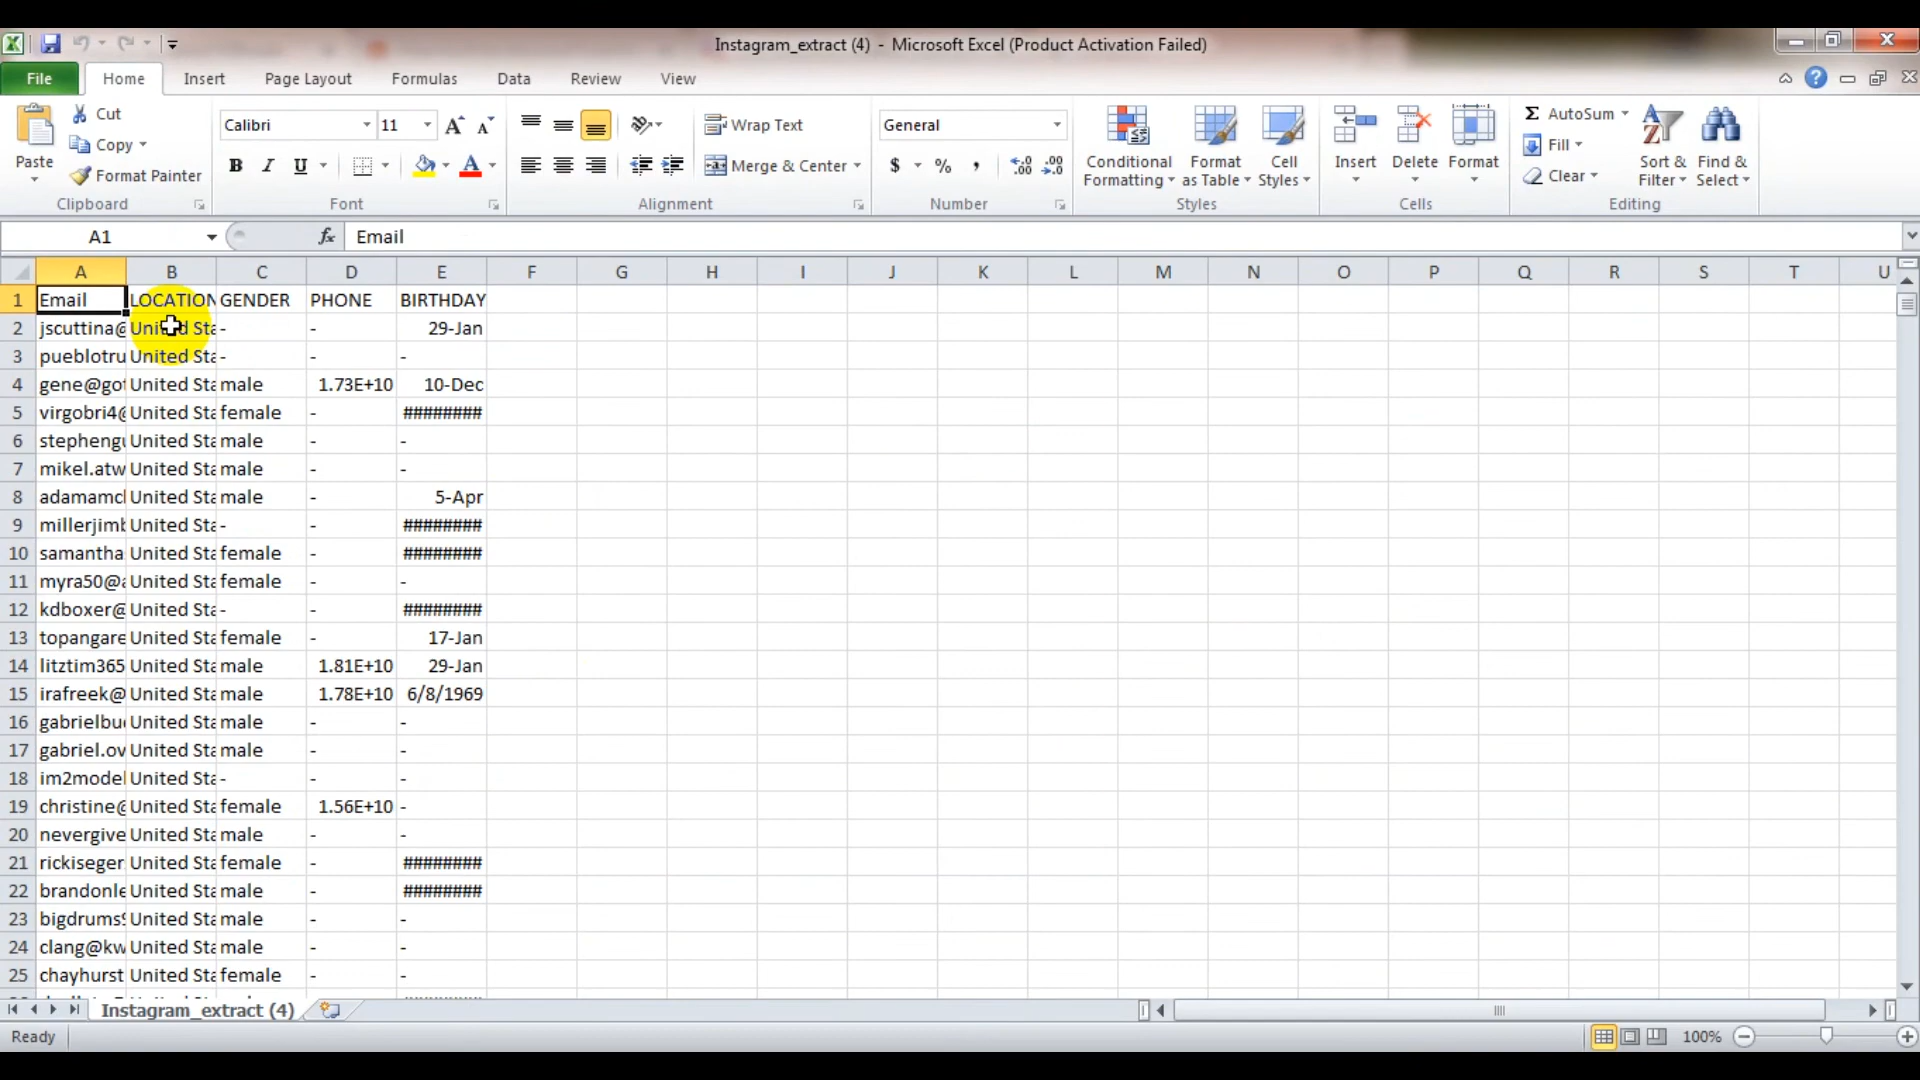 Instagram_extract (4) - Microsoft Excel (Product Activation Failed)
File Home Insert Page Layout Formulas Data Review View
Paste Cut Copy Format Painter Clipboard
Calibri 11 B I U A Font
Wrap Text Merge & Center Alignment
General $ % , .00 Number
Conditional Formatting Format as Table Cell Styles Styles
Insert Delete Format Cells
Σ AutoSum Fill Clear Sort & Filter Find & Select Editing
A1 fx Email
A B C D E F G H I J K L M N O P Q R S T U
1 Email LOCATION GENDER PHONE BIRTHDAY
2 jscuttina@ United Sta - - 29-Jan
3 pueblotru United Sta - - -
4 gene@got United Sta male 1.73E+10 10-Dec
5 virgobri4@ United Sta female - ########
6 stephengu United Sta male - -
7 mikel.atw United Sta male - -
8 adamamcl United Sta male - 5-Apr
9 millerjimb United Sta - - ########
10 samantha United Sta female - ########
11 myra50@a United Sta female - -
12 kdboxer@ United Sta - - ########
13 topangare United Sta female - 17-Jan
14 litztim365 United Sta male 1.81E+10 29-Jan
15 irafreek@ United Sta male 1.78E+10 6/8/1969
16 gabrielbu United Sta male - -
17 gabriel.ov United Sta male - -
18 im2model United Sta - - -
19 christine@ United Sta female 1.56E+10 -
20 nevergive United Sta male - -
21 rickiseger United Sta female - ########
22 brandonle United Sta male - ########
23 bigdrums9 United Sta male - -
24 clang@kw United Sta male - -
25 chayhurst United Sta female - -
Instagram_extract (4)
Ready 100%